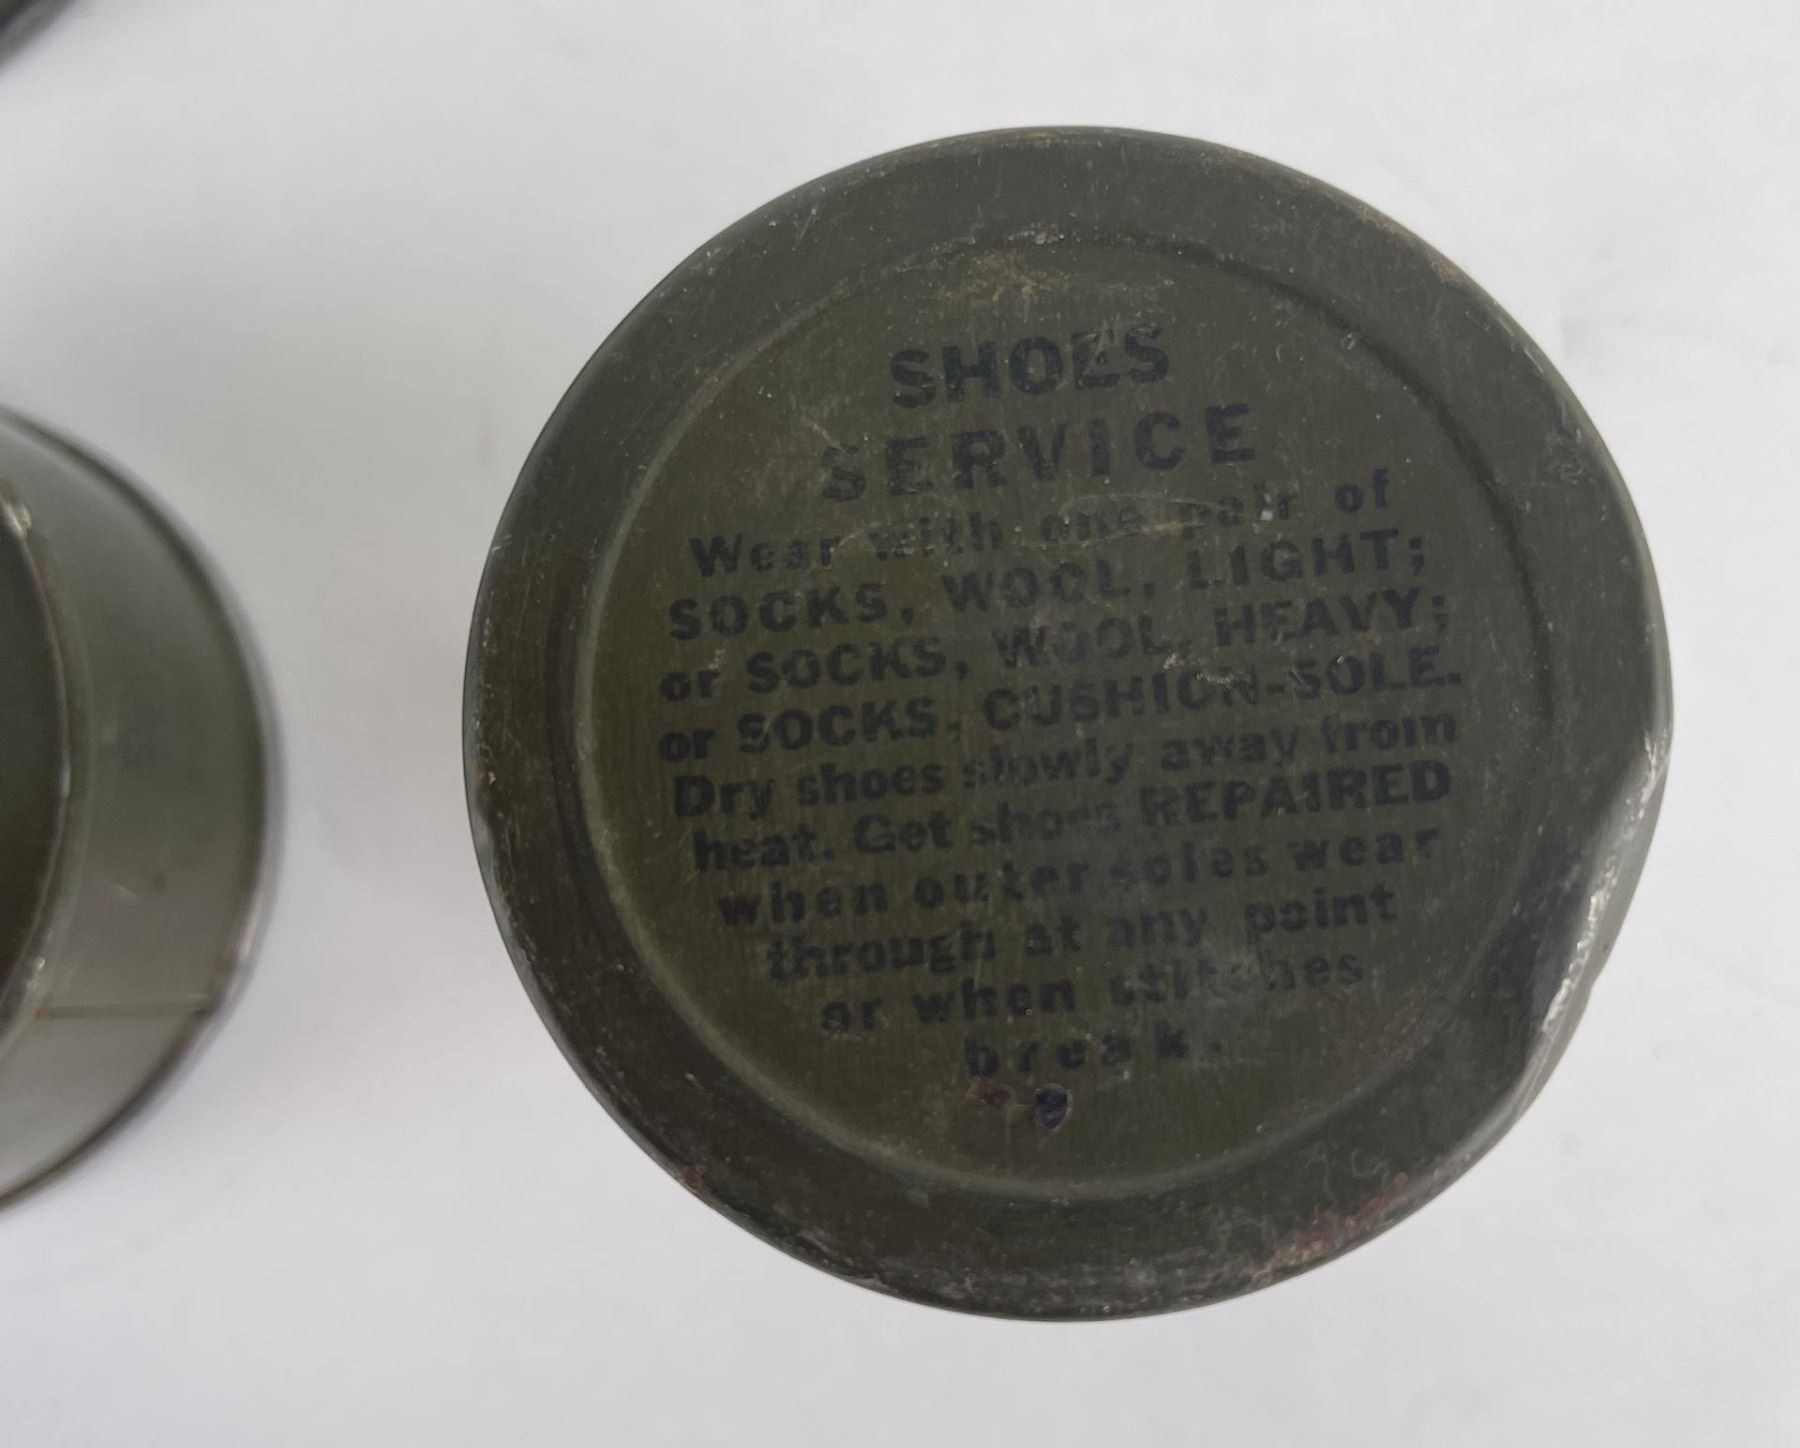 SHOES
SERVICE
Wear with one pair of
SOCKS, WOOL, LIGHT;
or SOCKS, WOOL, HEAVY;
or SOCKS, CUSHION-SOLE.
Dry shoes slowly away from
heat. Get shoes REPAIRED
when outer soles wear
through at any point
or when stitches
break.